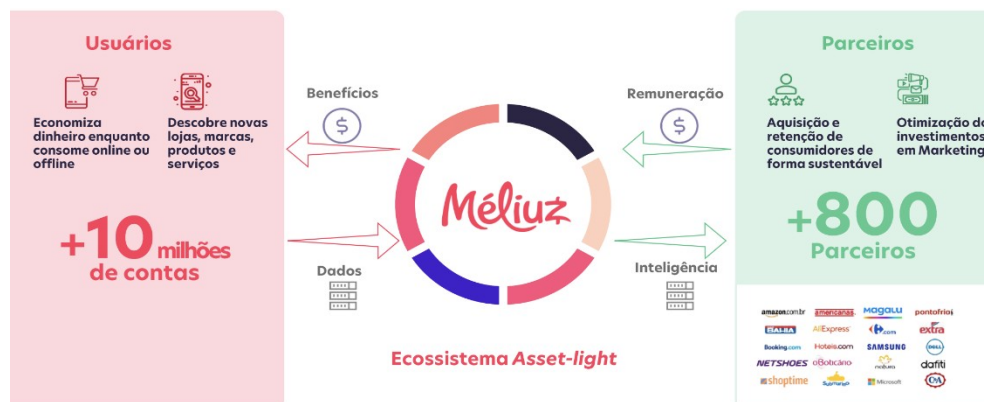 Usuários
Economiza
dinheiro enquanto
consome online ou
offline
Descobre novas
lojas, marcas,
produtos e
serviços
+10 milhões
de contas
Benefícios
$
Dados
Méliuz
Ecossistema Asset-light
Remuneração
$
Inteligência
Parceiros
Aquisição e
retenção de
consumidores de
forma sustentável
Otimização do
investimentos
em Marketing
+800
Parceiros
amazon.com.br americanas Magalu pontofrio
CASAS BAHIA AliExpress .com extra
Booking.com Hoteis.com SAMSUNG DELL
NETSHOES oBoticário natura dafiti
shoptime Submarino Microsoft C&A